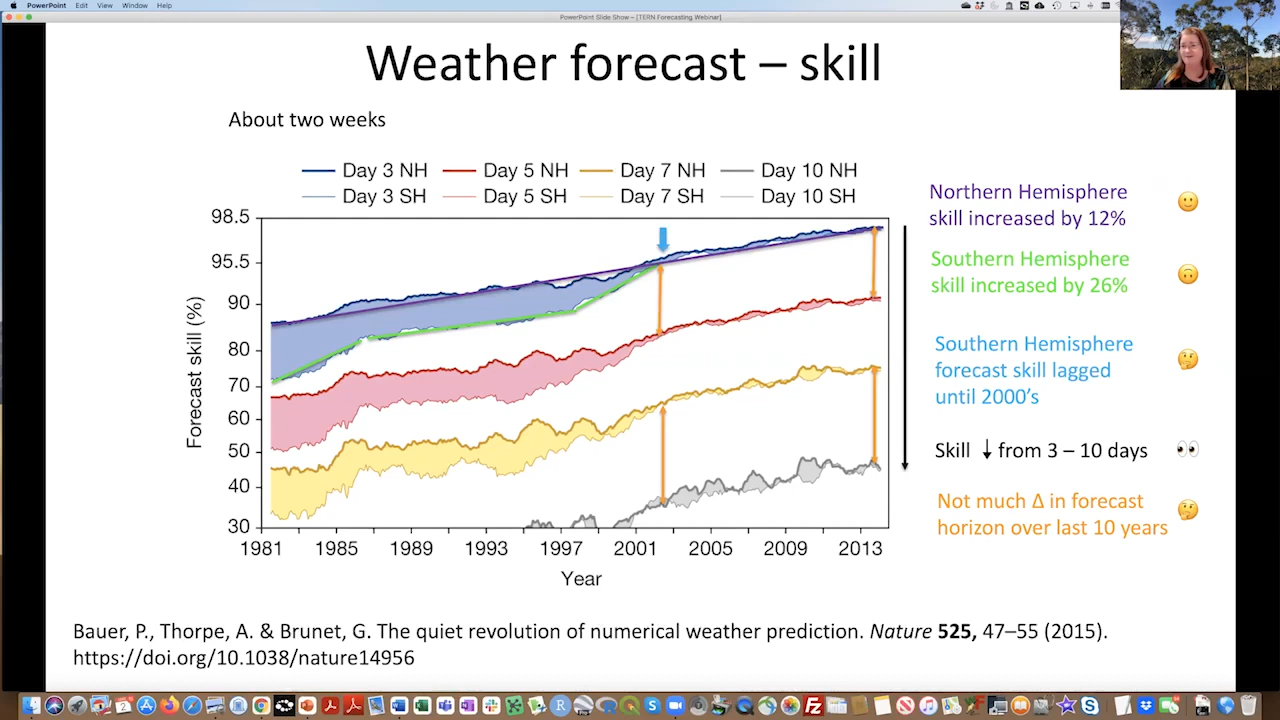 PowerPoint Edit View Window Help
PowerPoint Slide Show – [TERN Forecasting Webinar]
Weather forecast – skill
About two weeks
Day 3 NH Day 5 NH Day 7 NH Day 10 NH
Day 3 SH Day 5 SH Day 7 SH Day 10 SH
98.5
95.5
90
80
70
60
50
40
30
Forecast skill (%)
1981 1985 1989 1993 1997 2001 2005 2009 2013
Year
Northern Hemisphere
skill increased by 12%
Southern Hemisphere
skill increased by 26%
Southern Hemisphere
forecast skill lagged
until 2000's
Skill ↓ from 3 – 10 days
Not much Δ in forecast
horizon over last 10 years
Bauer, P., Thorpe, A. & Brunet, G. The quiet revolution of numerical weather prediction. Nature 525, 47–55 (2015).
https://doi.org/10.1038/nature14956